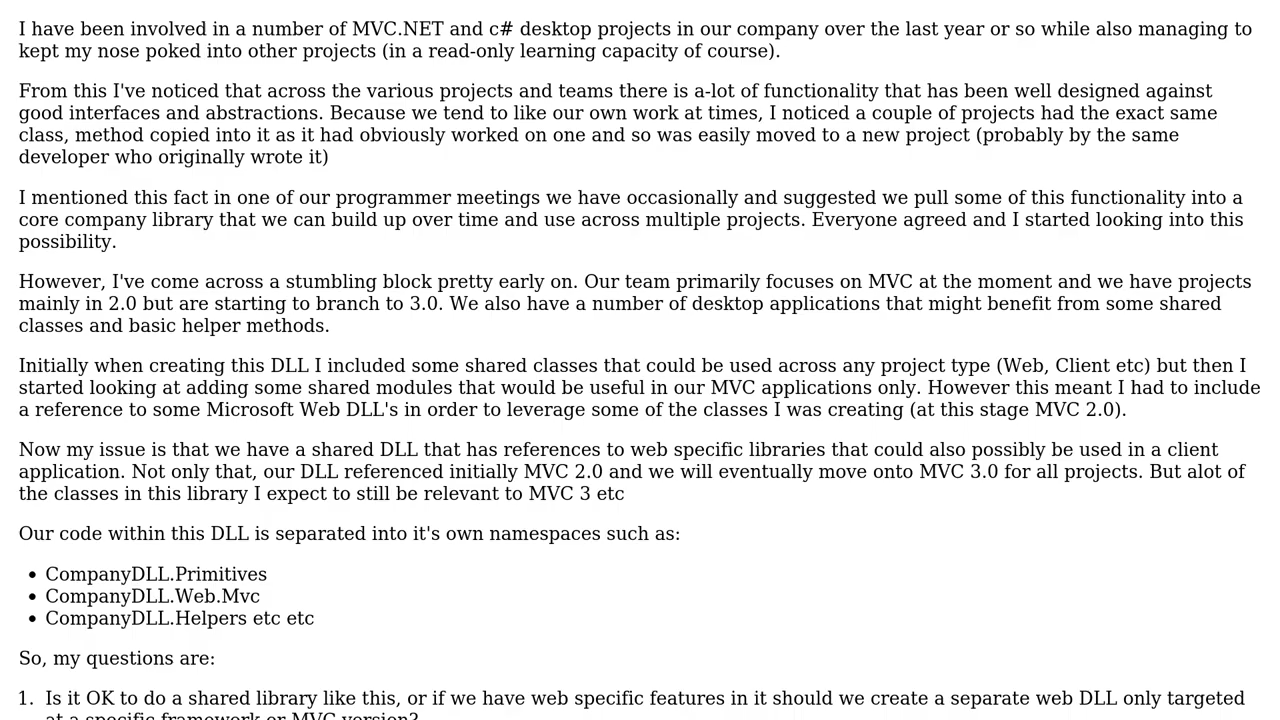 I have been involved in a number of MVC.NET and c# desktop projects in our company over the last year or so while also managing to
kept my nose poked into other projects (in a read-only learning capacity of course).
From this I've noticed that across the various projects and teams there is a-lot of functionality that has been well designed against
good interfaces and abstractions. Because we tend to like our own work at times, I noticed a couple of projects had the exact same
class, method copied into it as it had obviously worked on one and so was easily moved to a new project (probably by the same
developer who originally wrote it)
I mentioned this fact in one of our programmer meetings we have occasionally and suggested we pull some of this functionality into a
core company library that we can build up over time and use across multiple projects. Everyone agreed and I started looking into this
possibility.
However, I've come across a stumbling block pretty early on. Our team primarily focuses on MVC at the moment and we have projects
mainly in 2.0 but are starting to branch to 3.0. We also have a number of desktop applications that might benefit from some shared
classes and basic helper methods.
Initially when creating this DLL I included some shared classes that could be used across any project type (Web, Client etc) but then I
started looking at adding some shared modules that would be useful in our MVC applications only. However this meant I had to include
a reference to some Microsoft Web DLL's in order to leverage some of the classes I was creating (at this stage MVC 2.0).
Now my issue is that we have a shared DLL that has references to web specific libraries that could also possibly be used in a client
application. Not only that, our DLL referenced initially MVC 2.0 and we will eventually move onto MVC 3.0 for all projects. But alot of
the classes in this library I expect to still be relevant to MVC 3 etc
Our code within this DLL is separated into it's own namespaces such as:
• CompanyDLL.Primitives
• CompanyDLL.Web.Mvc
• CompanyDLL.Helpers etc etc
So, my questions are:
1. Is it OK to do a shared library like this, or if we have web specific features in it should we create a separate web DLL only targeted
at a specific framework or MVC version?